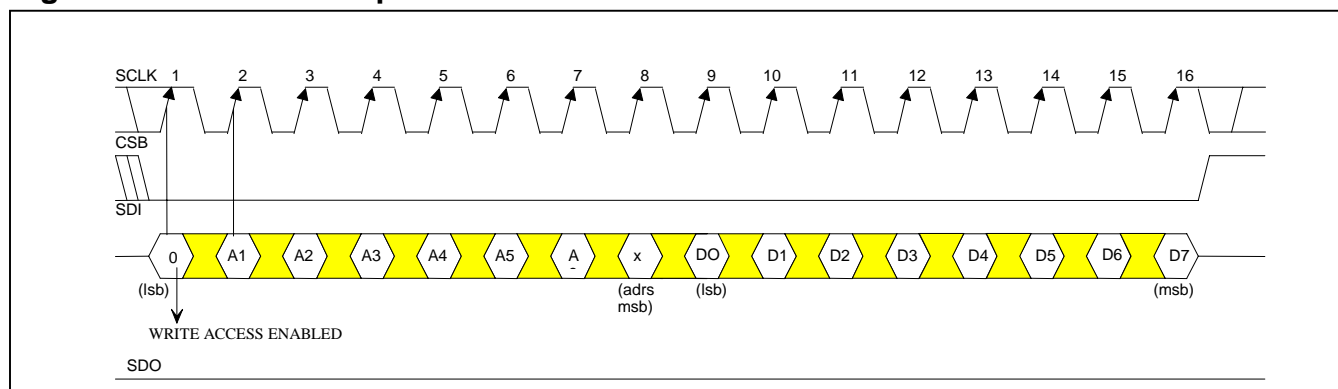 SCLK 1 2 3 4 5 6 7 8 9 10 11 12 13 14 15 16
CSB
SDI
0 A1 A2 A3 A4 A5 A x DO D1 D2 D3 D4 D5 D6 D7
(lsb) (adrs msb) (lsb) (msb)
WRITE ACCESS ENABLED
SDO